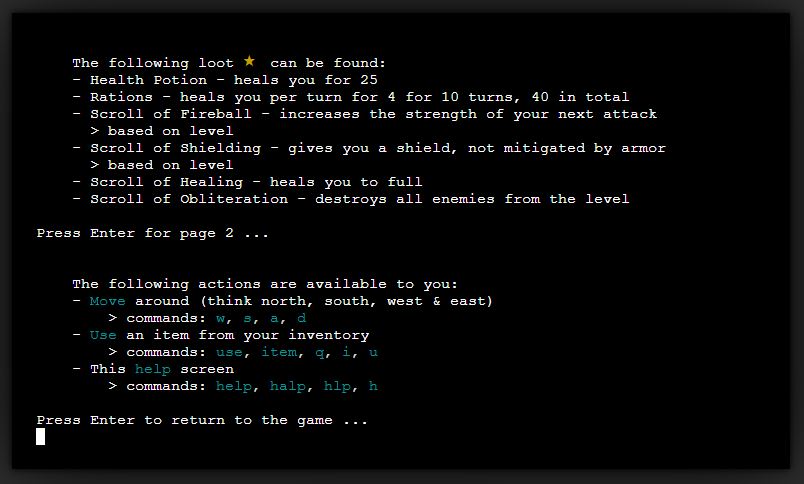 The following loot ★ can be found:
- Health Potion - heals you for 25
- Rations - heals you per turn for 4 for 10 turns, 40 in total
- Scroll of Fireball - increases the strength of your next attack
> based on level
- Scroll of Shielding - gives you a shield, not mitigated by armor
> based on level
- Scroll of Healing - heals you to full
- Scroll of Obliteration - destroys all enemies from the level
Press Enter for page 2 ...
The following actions are available to you:
- Move around (think north, south, west & east)
> commands: w, s, a, d
- Use an item from your inventory
> commands: use, item, q, i, u
- This help screen
> commands: help, halp, hlp, h
Press Enter to return to the game ...